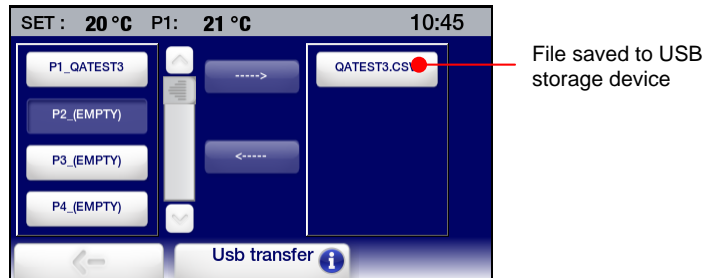 SET : 20 °C P1: 21 °C 10:45
P1_QATEST3
P2_(EMPTY)
P3_(EMPTY)
P4_(EMPTY)
----->
<-----
QATEST3.CSV
File saved to USB
storage device
Usb transfer